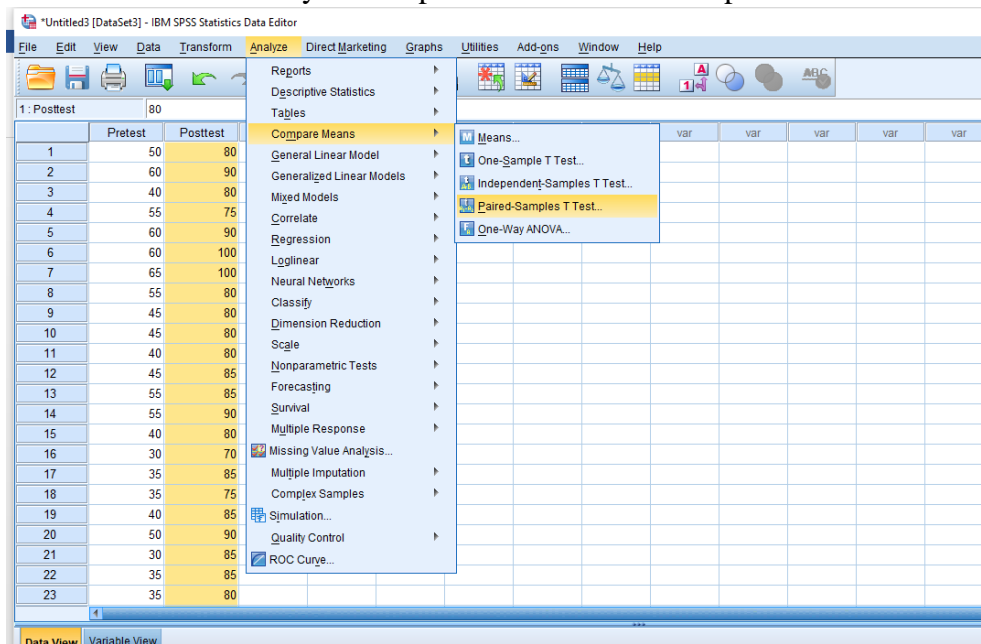 *Untitled3 [DataSet3] - IBM SPSS Statistics Data Editor
File Edit View Data Transform Analyze Direct Marketing Graphs Utilities Add-ons Window Help
1 : Posttest 80
Pretest Posttest var var var var var
1 50 80
2 60 90
3 40 80
4 55 75
5 60 90
6 60 100
7 65 100
8 55 80
9 45 80
10 45 80
11 40 80
12 45 85
13 55 85
14 55 90
15 40 80
16 30 70
17 35 85
18 35 75
19 40 85
20 50 90
21 30 85
22 35 85
23 35 80
Reports
Descriptive Statistics
Tables
Compare Means
General Linear Model
Generalized Linear Models
Mixed Models
Correlate
Regression
Loglinear
Neural Networks
Classify
Dimension Reduction
Scale
Nonparametric Tests
Forecasting
Survival
Multiple Response
Missing Value Analysis...
Multiple Imputation
Complex Samples
Simulation...
Quality Control
ROC Curve...
Means...
One-Sample T Test...
Independent-Samples T Test...
Paired-Samples T Test...
One-Way ANOVA...
Data View Variable View